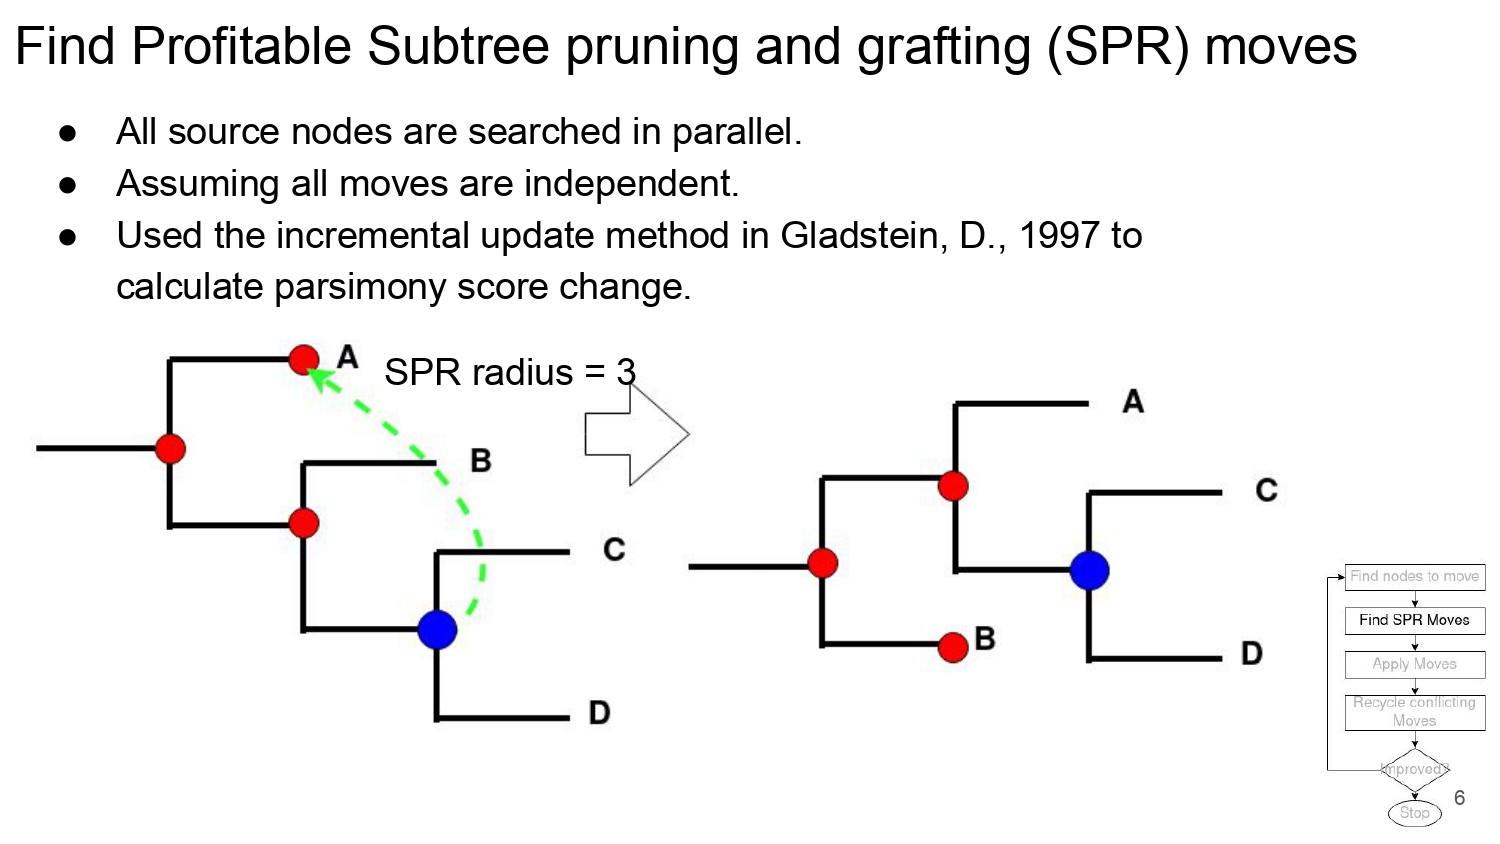 Find Profitable Subtree pruning and grafting (SPR) moves
● All source nodes are searched in parallel.
● Assuming all moves are independent.
● Used the incremental update method in Gladstein, D., 1997 to
calculate parsimony score change.
SPR radius = 3
A
B
C
D
A
C
B
D
Find nodes to move
Find SPR Moves
Apply Moves
Recycle conflicting
Moves
Improved?
Stop
6